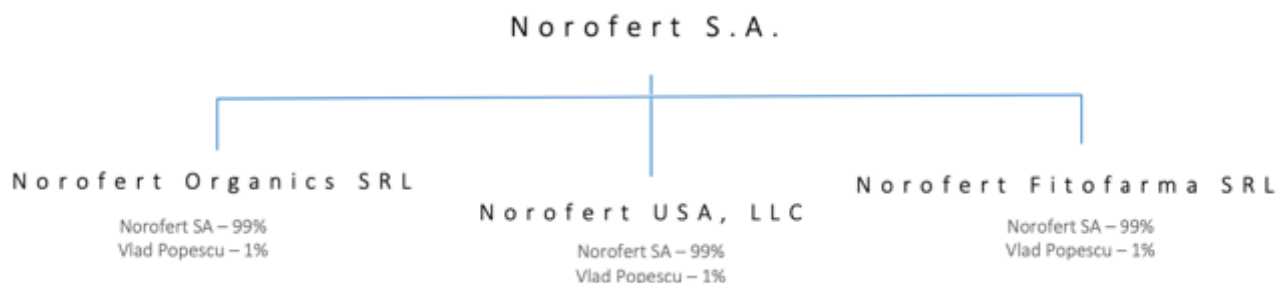 Norofert S.A.
Norofert Organics SRL
Norofert SA – 99%
Vlad Popescu – 1%
Norofert USA, LLC
Norofert SA – 99%
Vlad Popescu – 1%
Norofert Fitofarma SRL
Norofert SA – 99%
Vlad Popescu – 1%